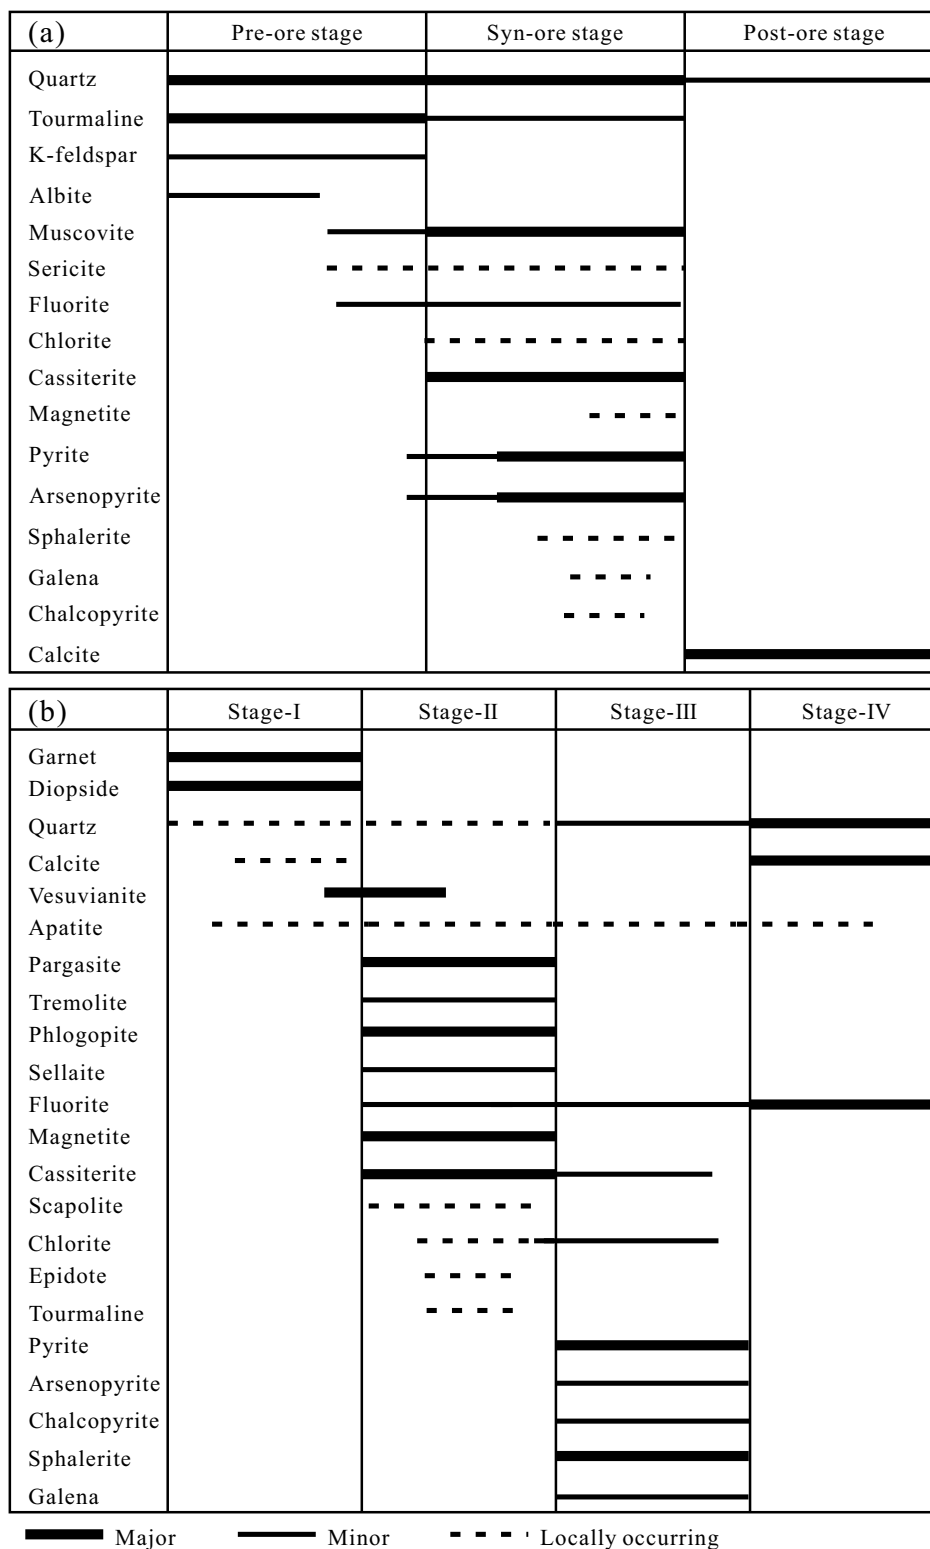 (a) Pre-ore stage Syn-ore stage Post-ore stage
Quartz
Tourmaline
K-feldspar
Albite
Muscovite
Sericite
Fluorite
Chlorite
Cassiterite
Magnetite
Pyrite
Arsenopyrite
Sphalerite
Galena
Chalcopyrite
Calcite
(b) Stage-I Stage-II Stage-III Stage-IV
Garnet
Diopside
Quartz
Calcite
Vesuvianite
Apatite
Pargasite
Tremolite
Phlogopite
Sellaite
Fluorite
Magnetite
Cassiterite
Scapolite
Chlorite
Epidote
Tourmaline
Pyrite
Arsenopyrite
Chalcopyrite
Sphalerite
Galena
Major Minor Locally occurring